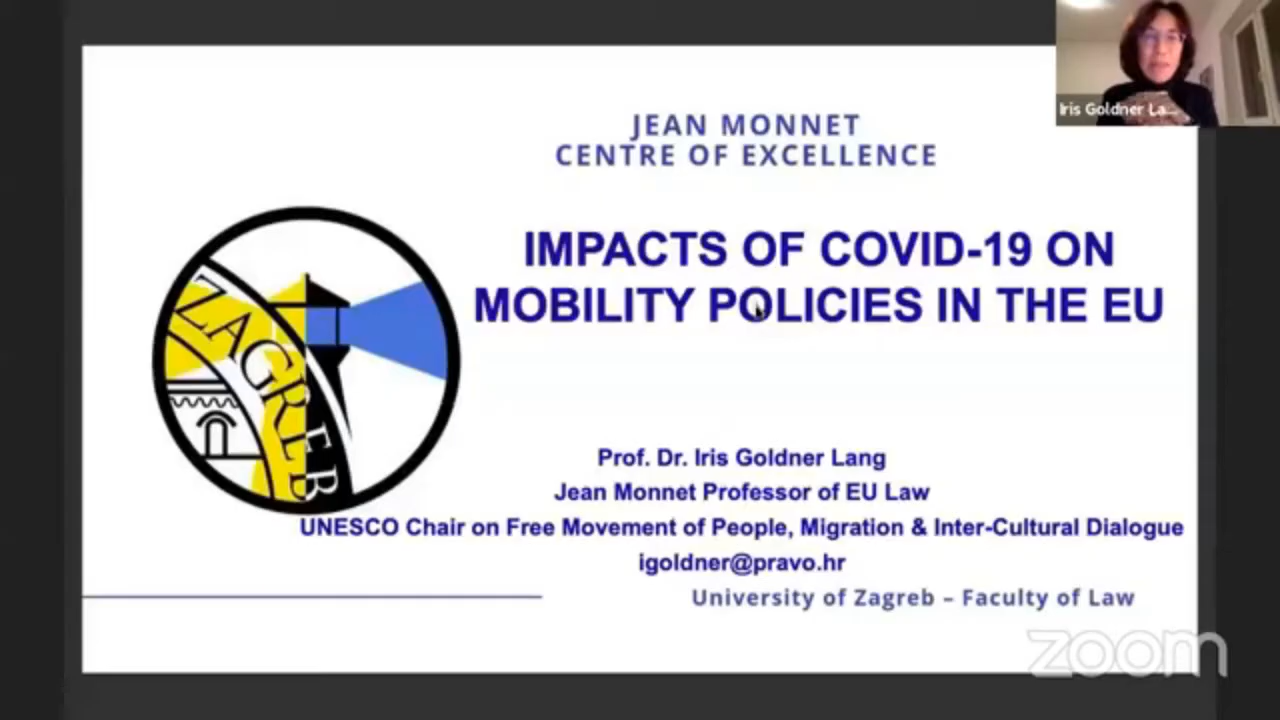 JEAN MONNET
CENTRE OF EXCELLENCE
Iris Goldner La...
IMPACTS OF COVID-19 ON
MOBILITY POLICIES IN THE EU
ZAGREB
Prof. Dr. Iris Goldner Lang
Jean Monnet Professor of EU Law
UNESCO Chair on Free Movement of People, Migration & Inter-Cultural Dialogue
igoldner@pravo.hr
University of Zagreb – Faculty of Law
zoom